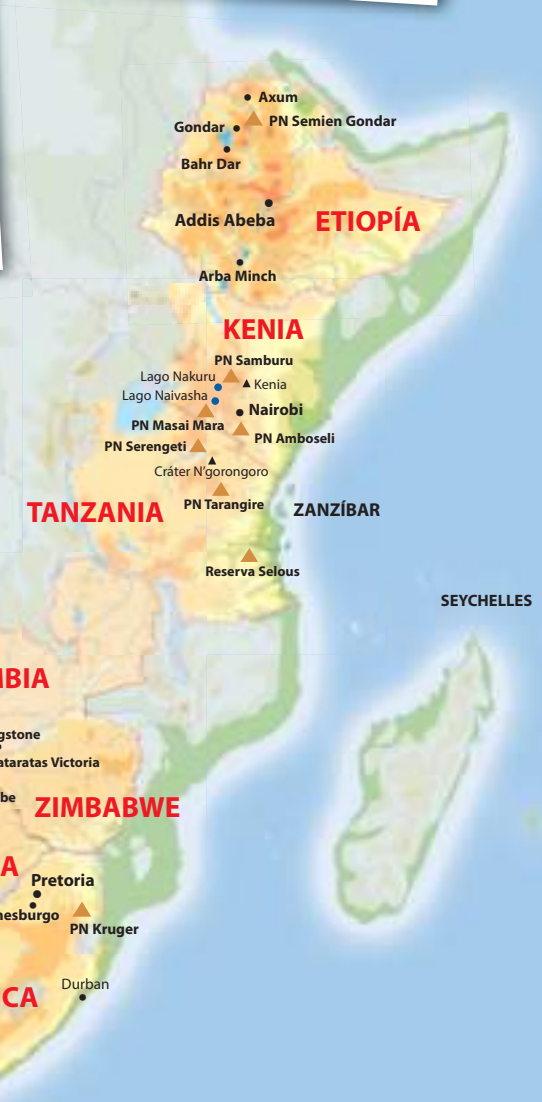 Axum
PN Semien Gondar
Gondar
Bahr Dar
Addis Abeba
ETIOPÍA
Arba Minch
KENIA
PN Samburu
Lago Nakuru
Kenia
Lago Naivasha
Nairobi
PN Masai Mara
PN Amboseli
PN Serengeti
Cráter N'gorongoro
PN Tarangire
TANZANIA
ZANZÍBAR
Reserva Selous
SEYCHELLES
MBIA
gstone
ataratas Victoria
be
ZIMBABWE
A
Pretoria
nesburgo
PN Kruger
Durban
CA